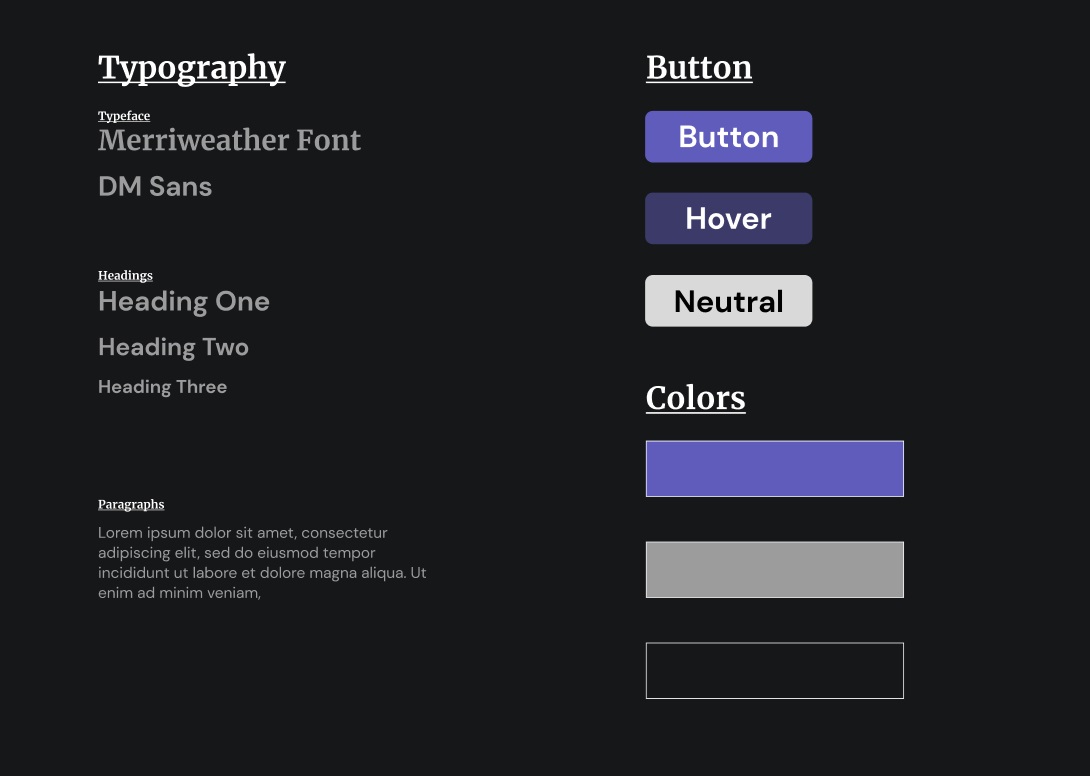 Typography
Typeface
Merriweather Font
DM Sans
Headings
Heading One
Heading Two
Heading Three
Paragraphs
Lorem ipsum dolor sit amet, consectetur
adipiscing elit, sed do eiusmod tempor
incididunt ut labore et dolore magna aliqua. Ut
enim ad minim veniam,
Button
Button
Hover
Neutral
Colors